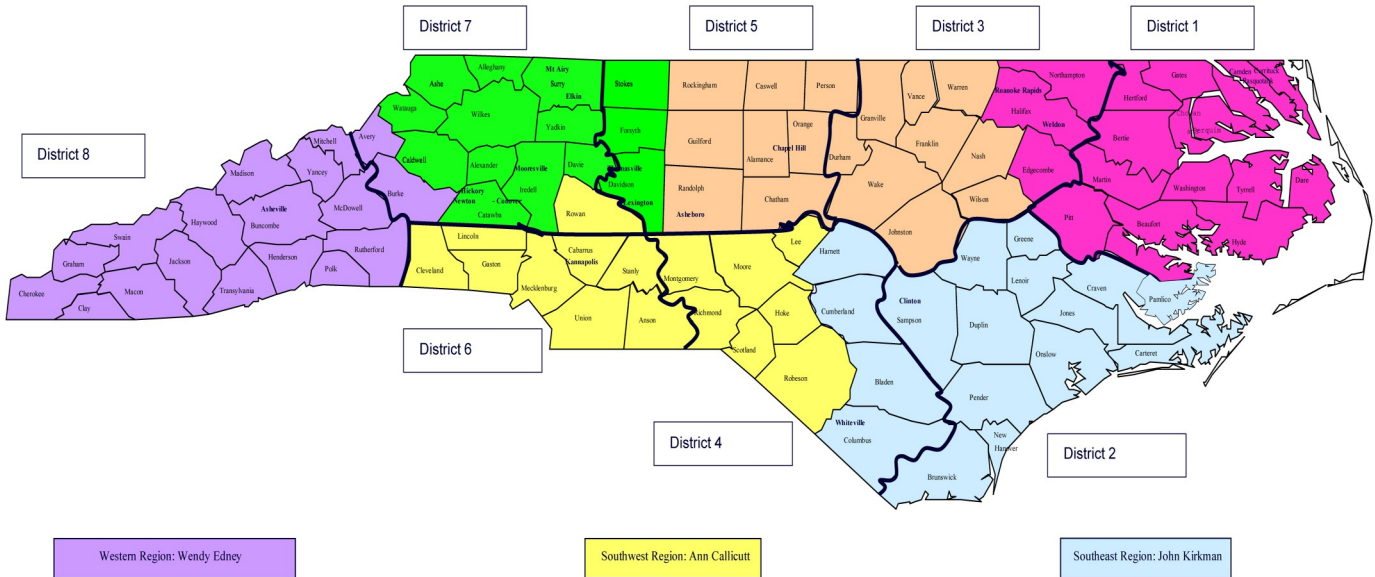 District 7
District 5
District 3
District 1
District 8
Ashe
Alleghany
Mt Airy
Surry
Elkin
Stokes
Rockingham
Caswell
Person
Vance
Warren
Northampton
Gates
Camden
Currituck
Pasquotank
Watauga
Wilkes
Yadkin
Forsyth
Guilford
Alamance
Orange
Chapel Hill
Granville
Franklin
Roanoke Rapids
Halifax
Weldon
Hertford
Bertie
Mitchell
Avery
Caldwell
Alexander
Mooresville
Iredell
Davie
Davidson
Lexington
Randolph
Asheboro
Chatham
Durham
Wake
Nash
Edgecombe
Wilson
Johnston
Martin
Washington
Tyrrell
Dare
Madison
Yancey
Burke
McDowell
Hickory
Newton
- Conover
Catawba
Rowan
Pitt
Beaufort
Hyde
Asheville
Buncombe
Haywood
Swain
Graham
Jackson
Cherokee
Macon
Clay
Transylvania
Henderson
Polk
Rutherford
Cleveland
Lincoln
Gaston
Mecklenburg
Cabarrus
Kannapolis
Stanly
Union
Anson
Montgomery
Richmond
Moore
Lee
Hoke
Scotland
Robeson
Harnett
Cumberland
Clinton
Sampson
Wayne
Greene
Lenoir
Craven
Pamlico
Jones
Duplin
Onslow
Carteret
Bladen
Pender
Whiteville
Columbus
Brunswick
New
Hanover
District 6
District 4
District 2
Western Region: Wendy Edney
Southwest Region: Ann Callicutt
Southeast Region: John Kirkman